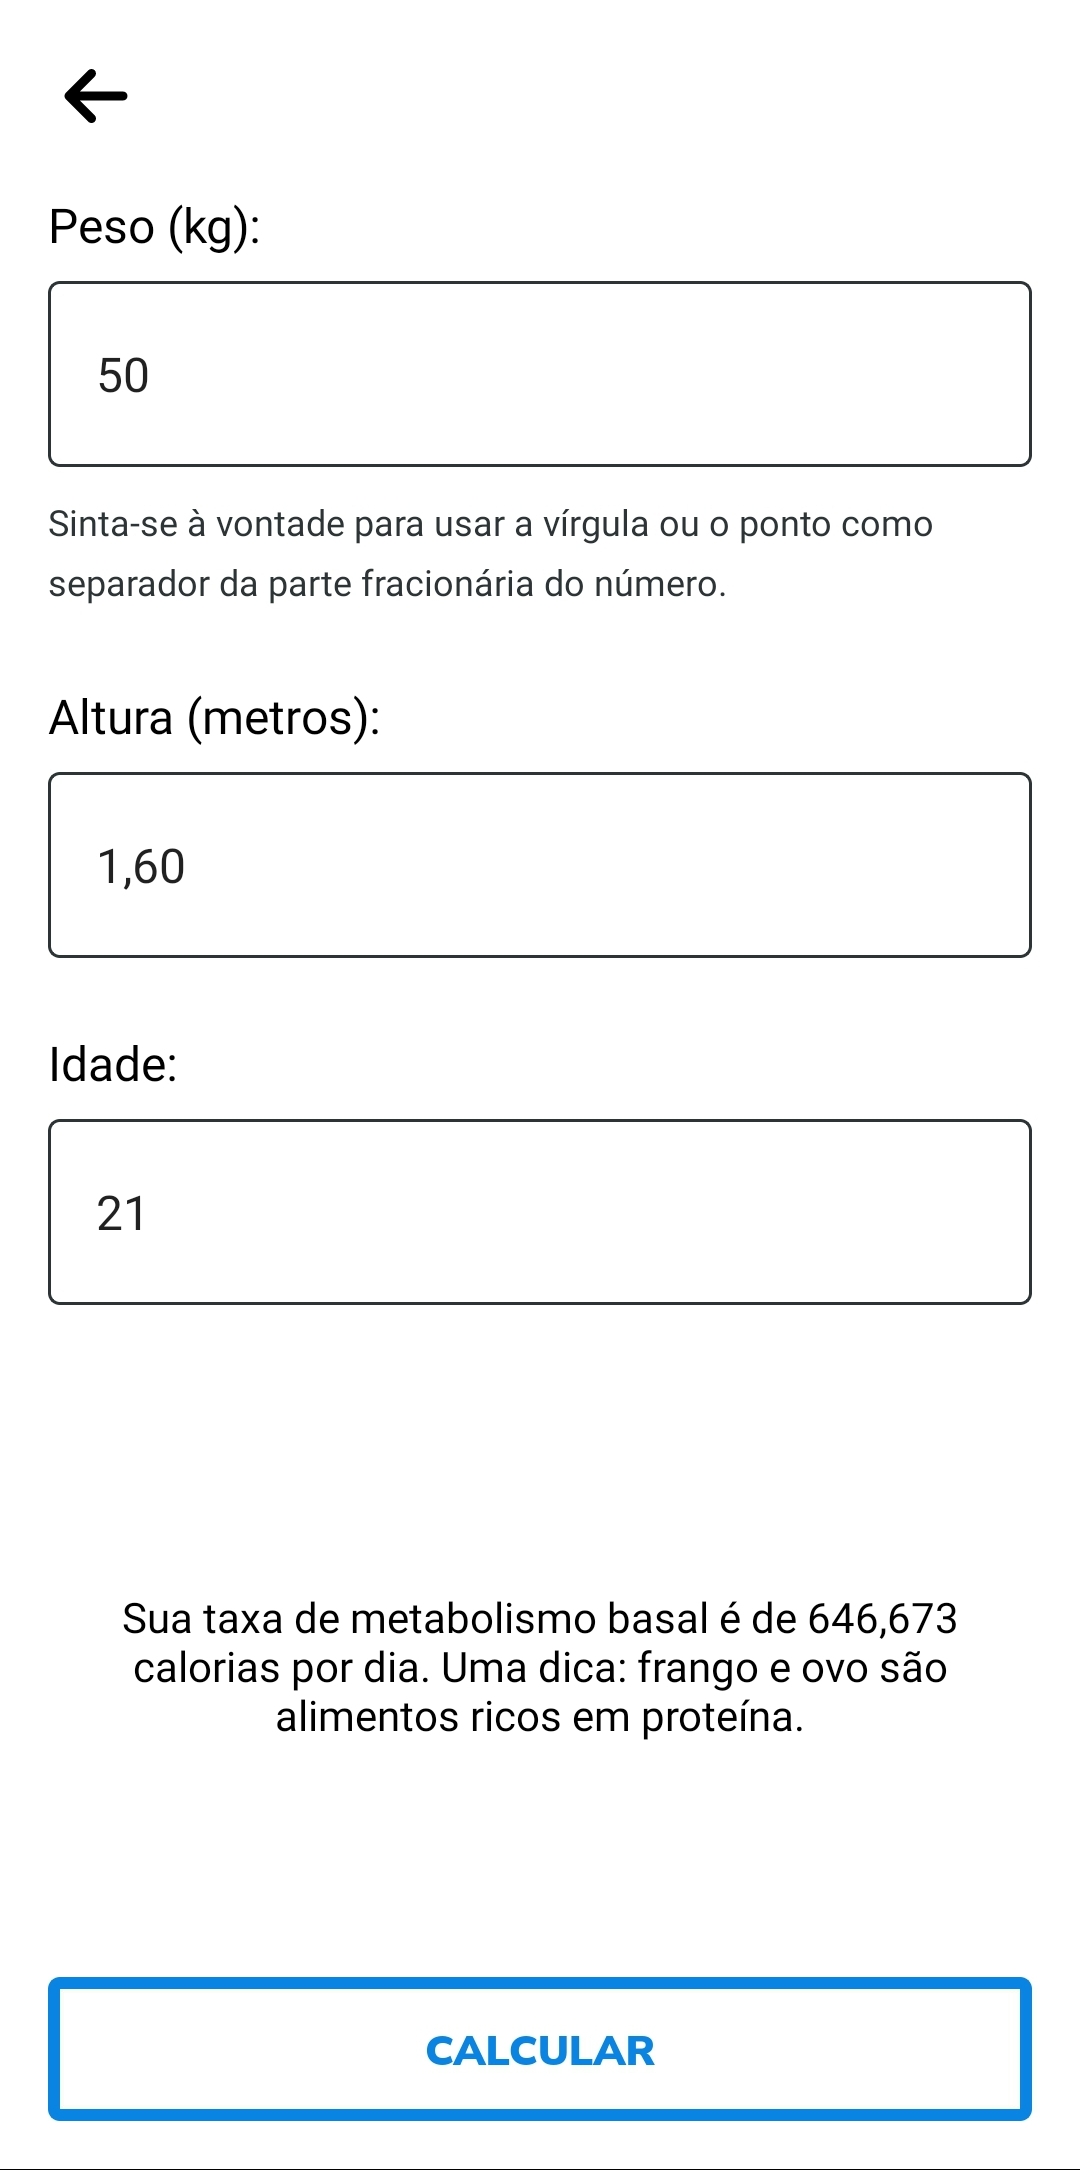 Peso (kg):
50
Sinta-se à vontade para usar a vírgula ou o ponto como
separador da parte fracionária do número.
Altura (metros):
1,60
Idade:
21
Sua taxa de metabolismo basal é de 646,673
calorias por dia. Uma dica: frango e ovo são
alimentos ricos em proteína.
CALCULAR